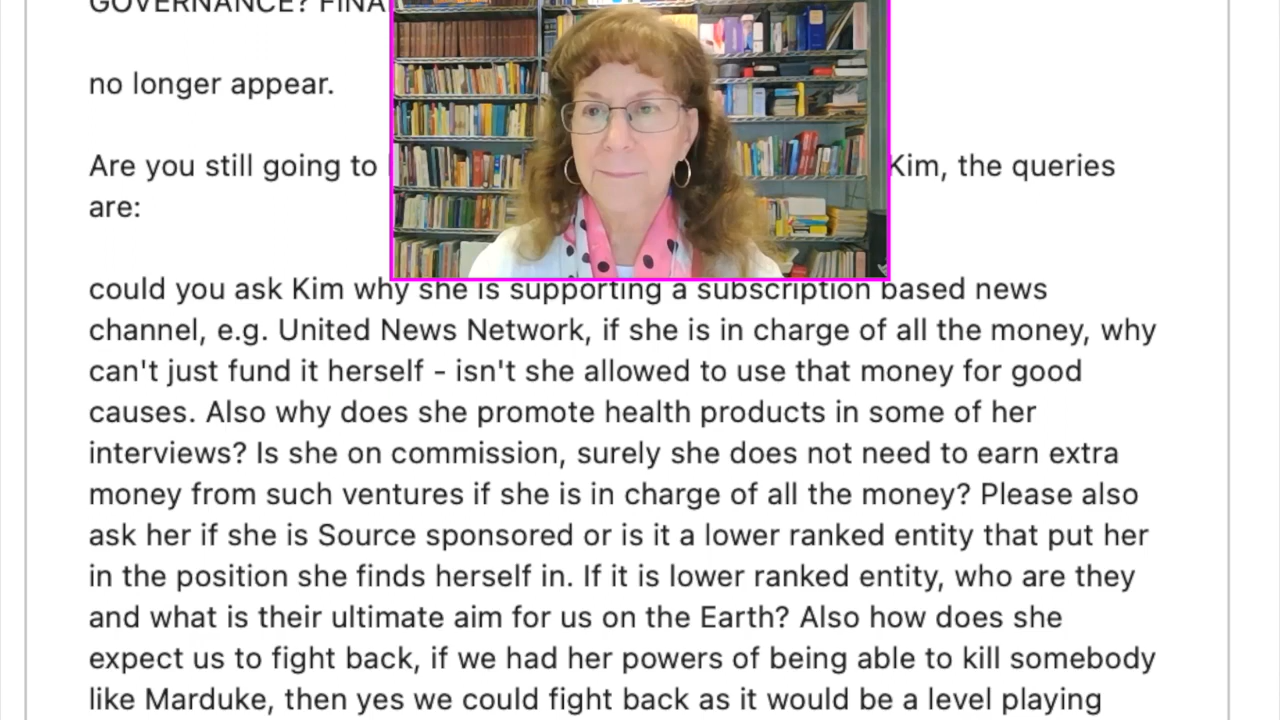 GOVERNANCE? FINA
no longer appear.
Are you still going to Kim, the queries
are:
could you ask Kim why she is supporting a subscription based news
channel, e.g. United News Network, if she is in charge of all the money, why
can't just fund it herself - isn't she allowed to use that money for good
causes. Also why does she promote health products in some of her
interviews? Is she on commission, surely she does not need to earn extra
money from such ventures if she is in charge of all the money? Please also
ask her if she is Source sponsored or is it a lower ranked entity that put her
in the position she finds herself in. If it is lower ranked entity, who are they
and what is their ultimate aim for us on the Earth? Also how does she
expect us to fight back, if we had her powers of being able to kill somebody
like Marduke, then yes we could fight back as it would be a level playing